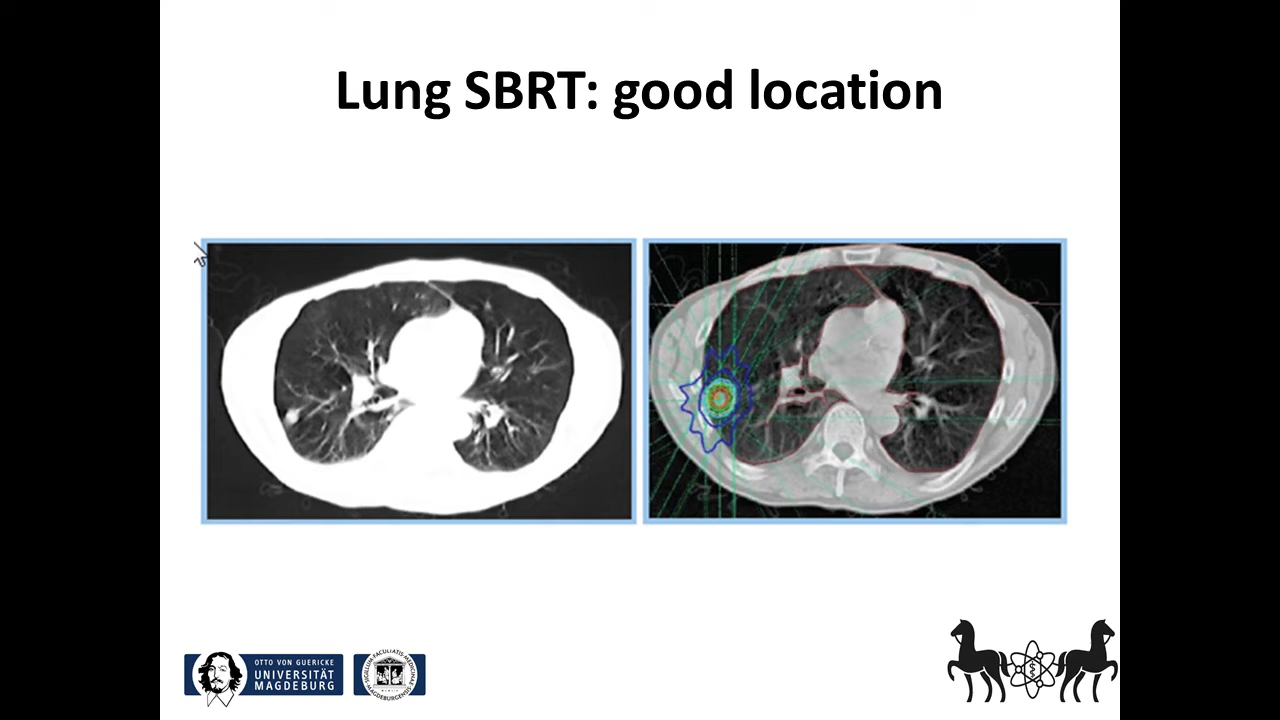 Lung SBRT: good location
OTTO VON GUERICKE
UNIVERSITÄT
MAGDEBURG